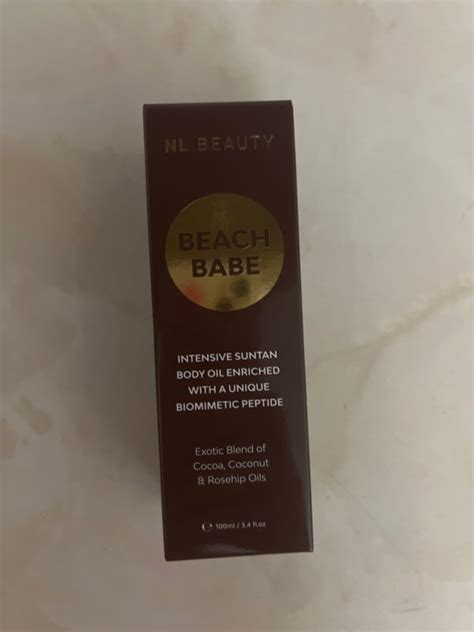 NL BEAUTY
BEACH
BABE
INTENSIVE SUNTAN
BODY OIL ENRICHED
WITH A UNIQUE
BIOMIMETIC PEPTIDE
Exotic Blend of
Cocoa, Coconut
& Rosehip Oils
℮ 100ml / 3.4 fl.oz